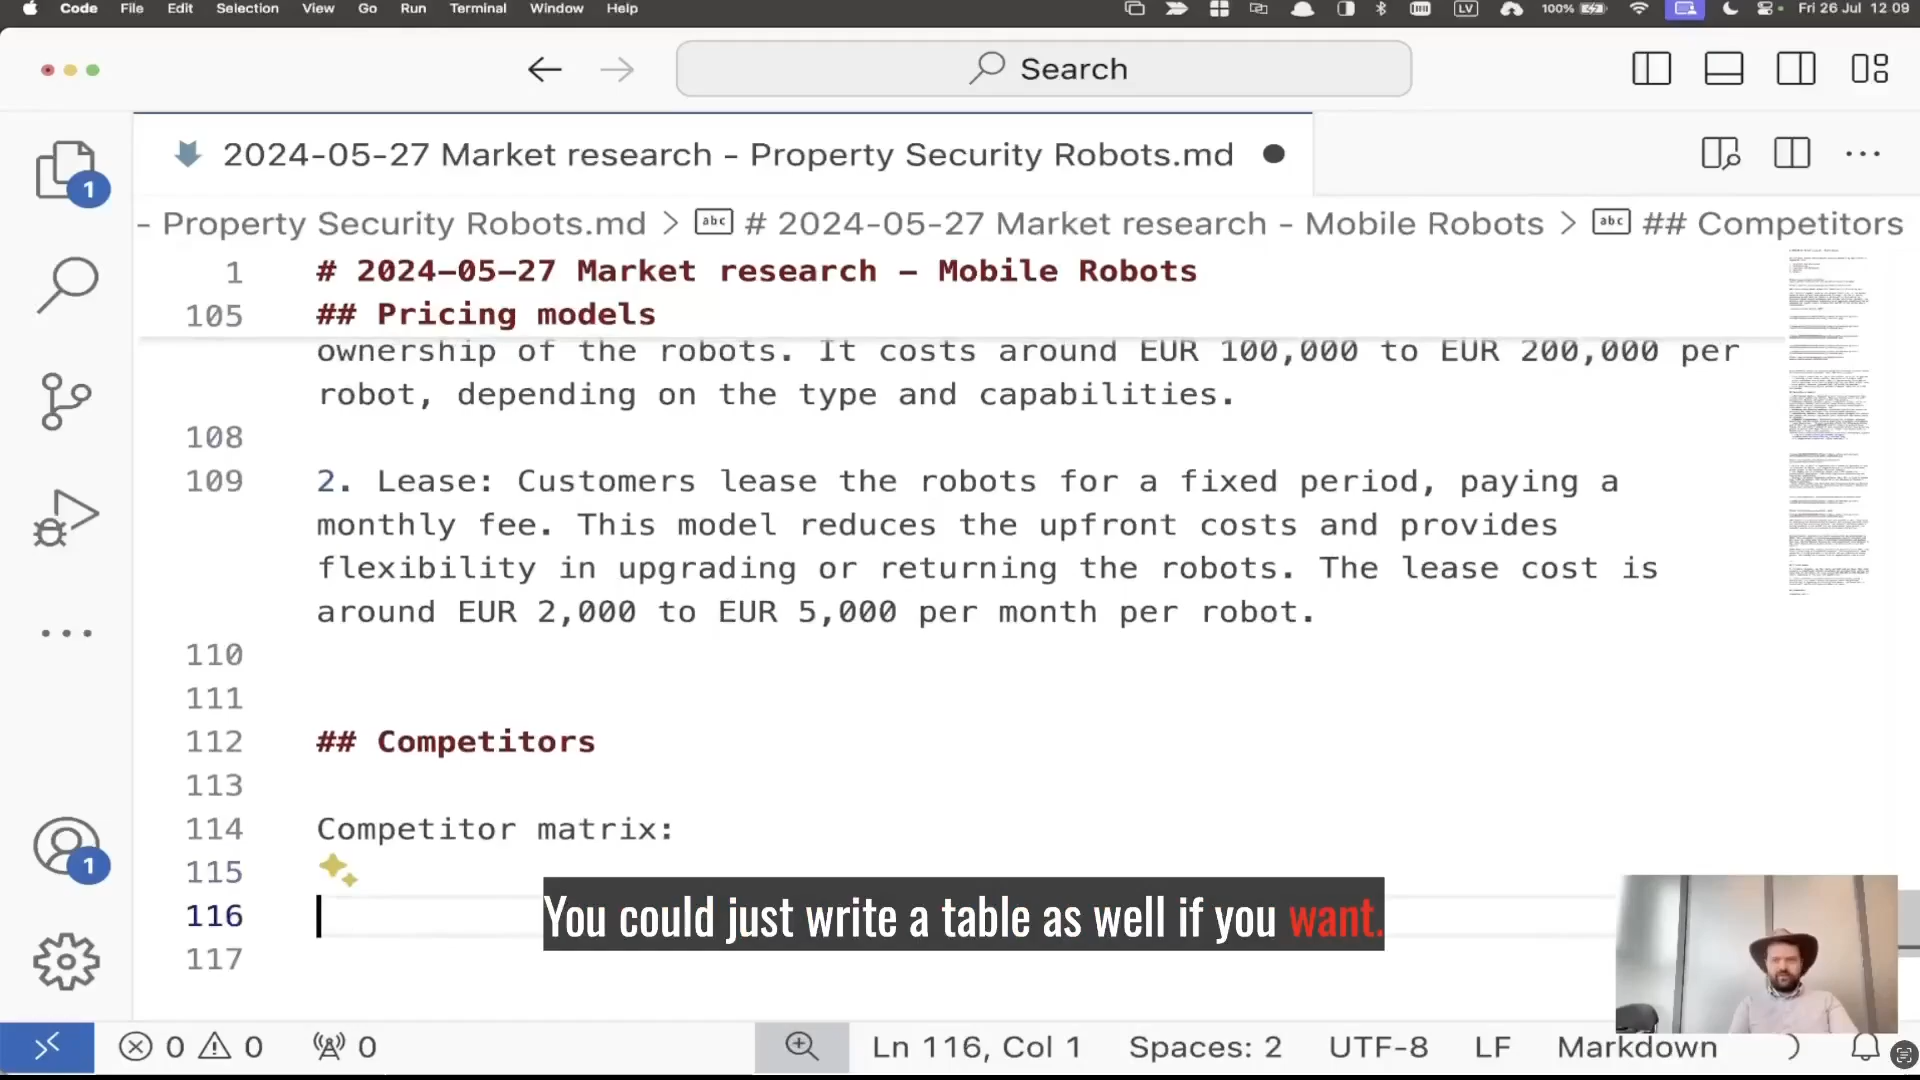 Code File Edit Selection View Go Run Terminal Window Help LV 100% Fri 26 Jul 12 09
Search
2024-05-27 Market research - Property Security Robots.md
1
- Property Security Robots.md > abc # 2024-05-27 Market research - Mobile Robots > abc ## Competitors
1 # 2024-05-27 Market research - Mobile Robots
105 ## Pricing models
ownership of the robots. It costs around EUR 100,000 to EUR 200,000 per
robot, depending on the type and capabilities.
108
109 2. Lease: Customers lease the robots for a fixed period, paying a
monthly fee. This model reduces the upfront costs and provides
flexibility in upgrading or returning the robots. The lease cost is
around EUR 2,000 to EUR 5,000 per month per robot.
110
111
112 ## Competitors
113
114 Competitor matrix:
115
1
116
You could just write a table as well if you want.
117
0 0 0 Ln 116, Col 1 Spaces: 2 UTF-8 LF Markdown